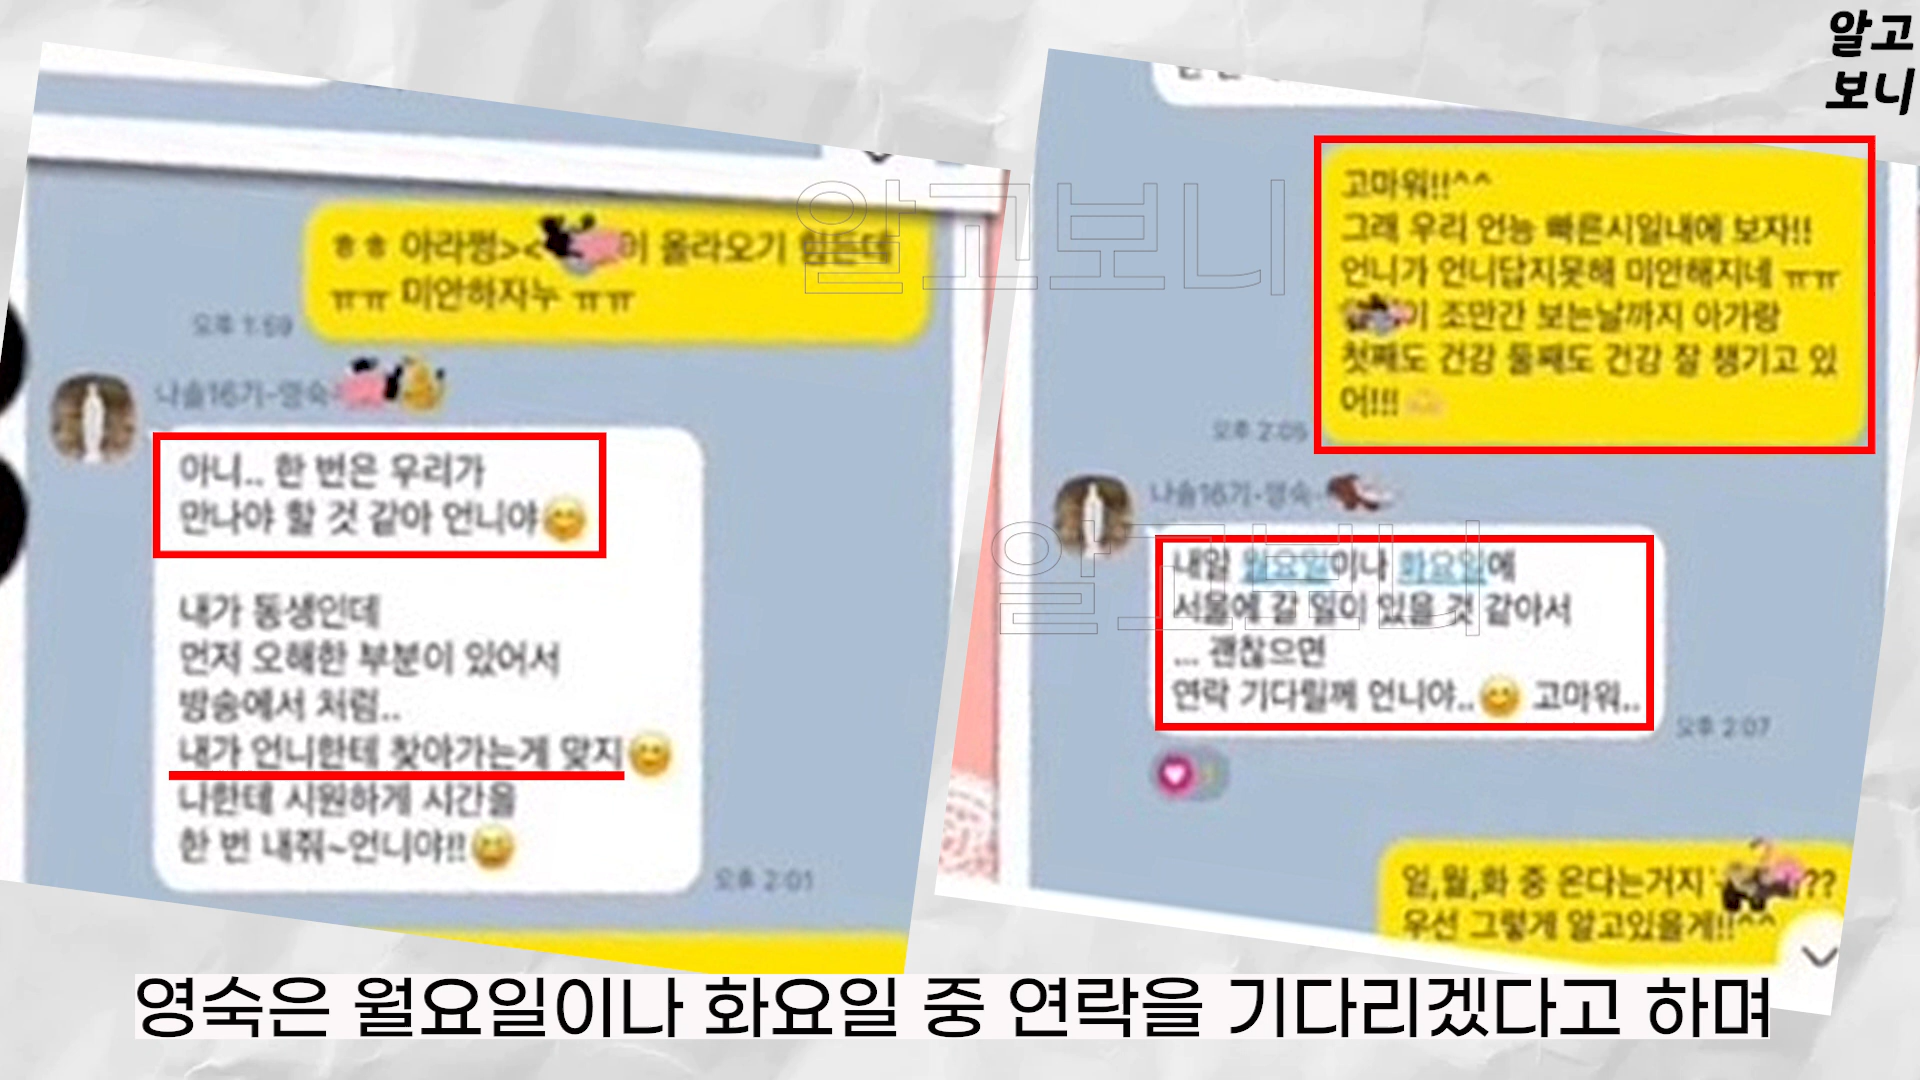 알고
보니
ㅎㅎ 아라쩡><이 올라오기 힘든데
ㅠㅠ 미안하자누 ㅠㅠ
오후 1:59
나솔16기-영숙
아니.. 한 번은 우리가
만나야 할 것 같아 언니야😊
내가 동생인데
먼저 오해한 부분이 있어서
방송에서 처럼..
내가 언니한테 찾아가는게 맞지😊
나한테 시원하게 시간을
한 번 내줘~언니야!!😊
오후 2:01
고마워!!^^
그래 우리 언능 빠른시일내에 보자!!
언니가 언니답지못해 미안해지네 ㅠㅠ
이 조만간 보는날까지 아가랑
첫째도 건강 둘째도 건강 잘 챙기고 있
어!!!
오후 2:05
나솔16기-영숙-
내일 월요일이나 화요일에
서울에 갈 일이 있을 것 같아서
... 괜찮으면
연락 기다릴께 언니야..😊 고마워..
오후 2:07
일,월,화 중 온다는거지 ??
우선 그렇게 알고있을게!!^^
알고보니
알고보니
영숙은 월요일이나 화요일 중 연락을 기다리겠다고 하며